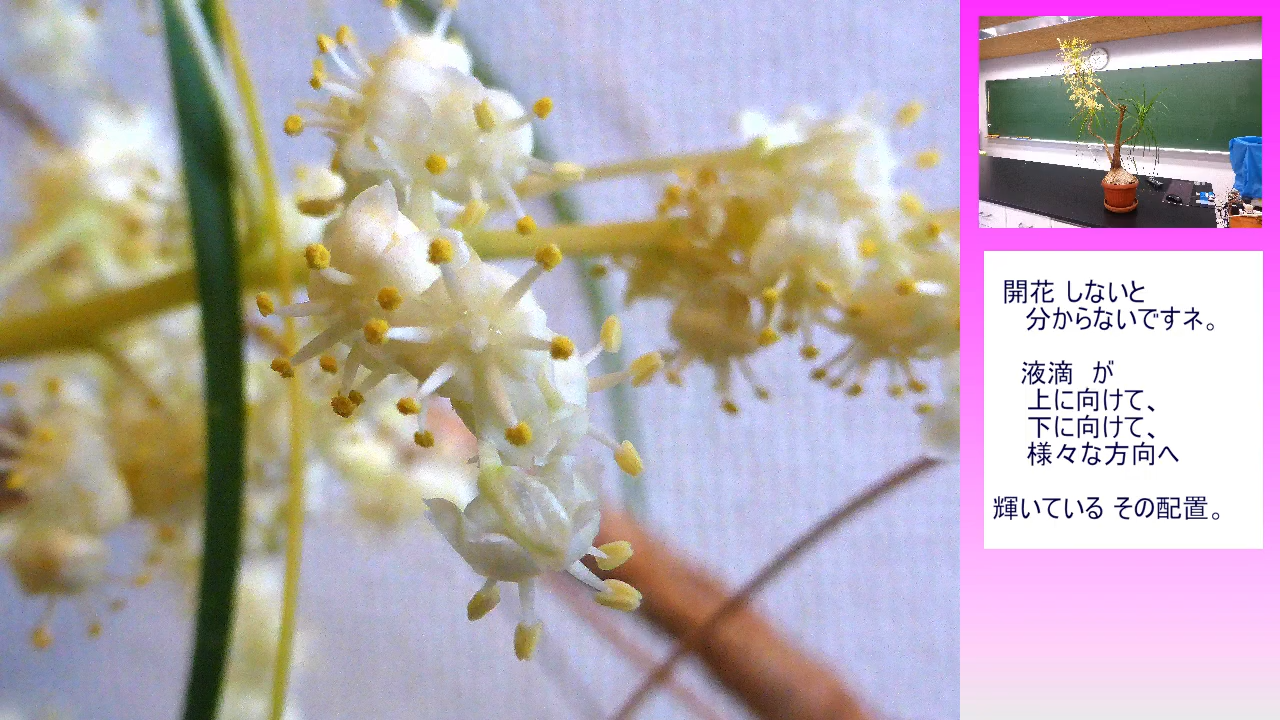 開花 しないと
分からないですネ。
液滴 が
上に向けて、
下に向けて、
様々な方向へ
輝いている その配置。